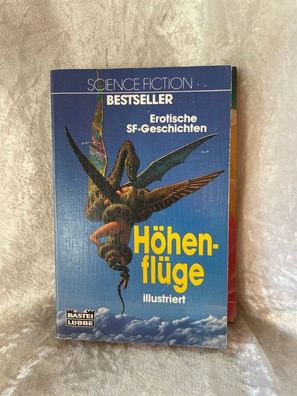 SCIENCE FICTION
BESTSELLER
Erotische
SF-Geschichten
Höhen-
flüge
illustriert
BASTEI
LÜBBE